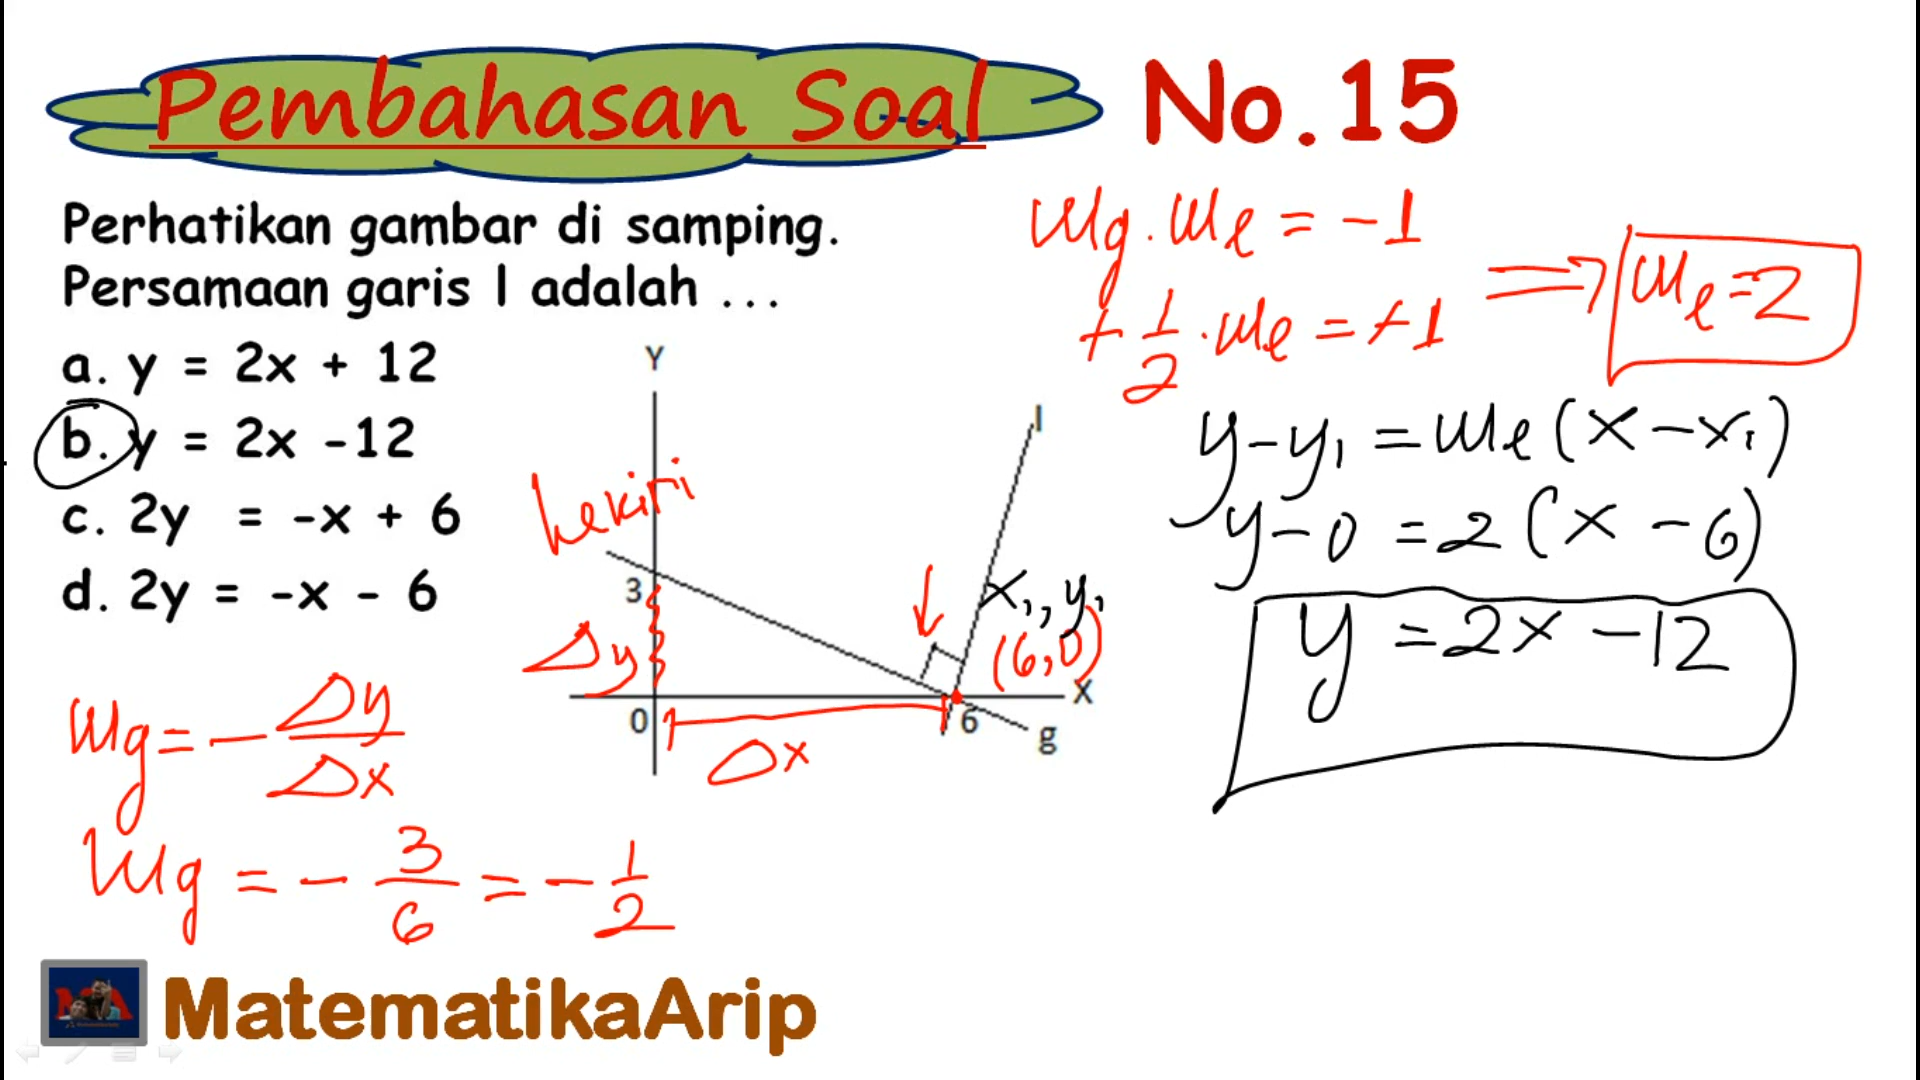 Pembahasan Soal No.15
Perhatikan gambar di samping.
Persamaan garis l adalah ...
a. y = 2x + 12
b. y = 2x -12
c. 2y = -x + 6
d. 2y = -x - 6
Y
l
3
0
6
X
g
kekiri
Δy
Δx
x₁, y₁
(6,0)
mg = - Δy/Δx
mg = - 3/6 = - 1/2
mg . mℓ = -1
+ 1/2 . mℓ = +1
⇒ mℓ = 2
y - y₁ = mℓ (x - x₁)
y - 0 = 2 (x - 6)
y = 2x - 12
MatematikaArip